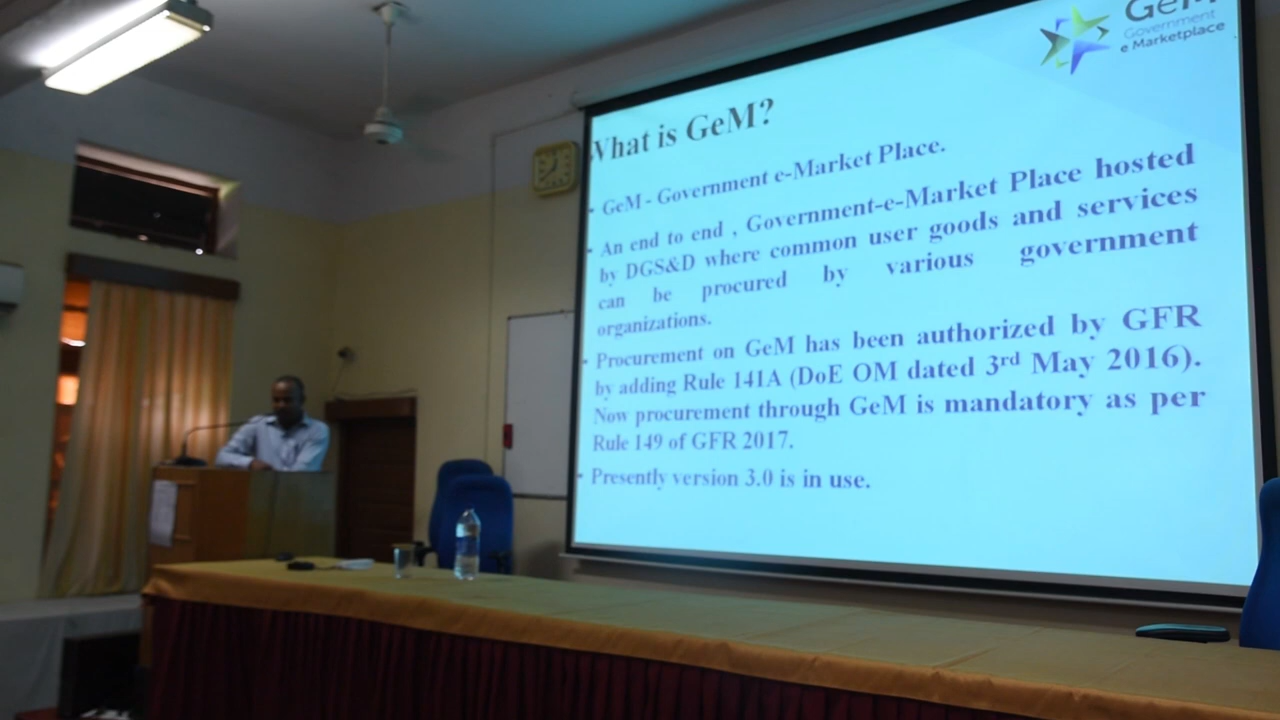 GeM
Government
e Marketplace
What is GeM?
GeM - Government e-Market Place.
An end to end , Government-e-Market Place hosted
by DGS&D where common user goods and services
can be procured by various government
organizations.
Procurement on GeM has been authorized by GFR
by adding Rule 141A (DoE OM dated 3rd May 2016).
Now procurement through GeM is mandatory as per
Rule 149 of GFR 2017.
Presently version 3.0 is in use.